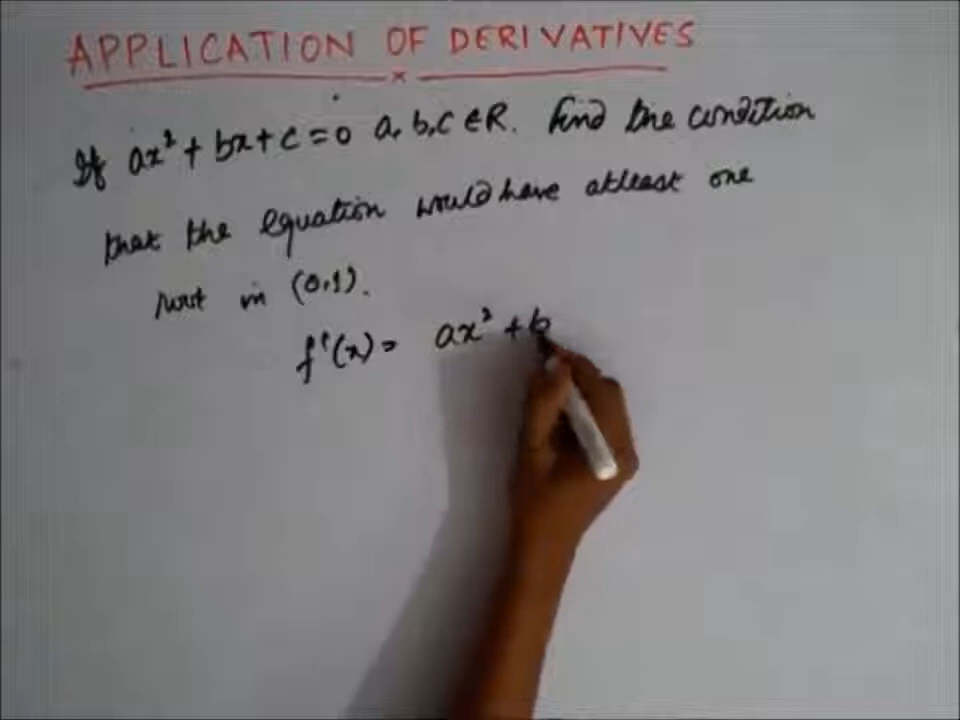 APPLICATION OF DERIVATIVES
If ax² + bx + c = 0 a, b, c ∈ R. Find the condition
that the equation would have atleast one
root in (0,1).
f'(x) = ax² + b